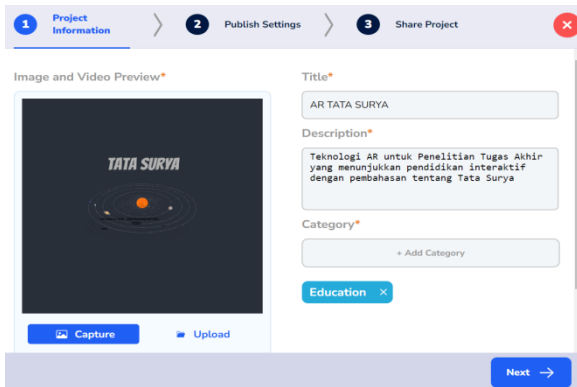 1 Project Information
2 Publish Settings
3 Share Project
Image and Video Preview*
TATA SURYA
Capture
Upload
Title*
AR TATA SURYA
Description*
Teknologi AR untuk Penelitian Tugas Akhir
yang menunjukkan pendidikan interaktif
dengan pembahasan tentang Tata Surya
Category*
+ Add Category
Education ×
Next →